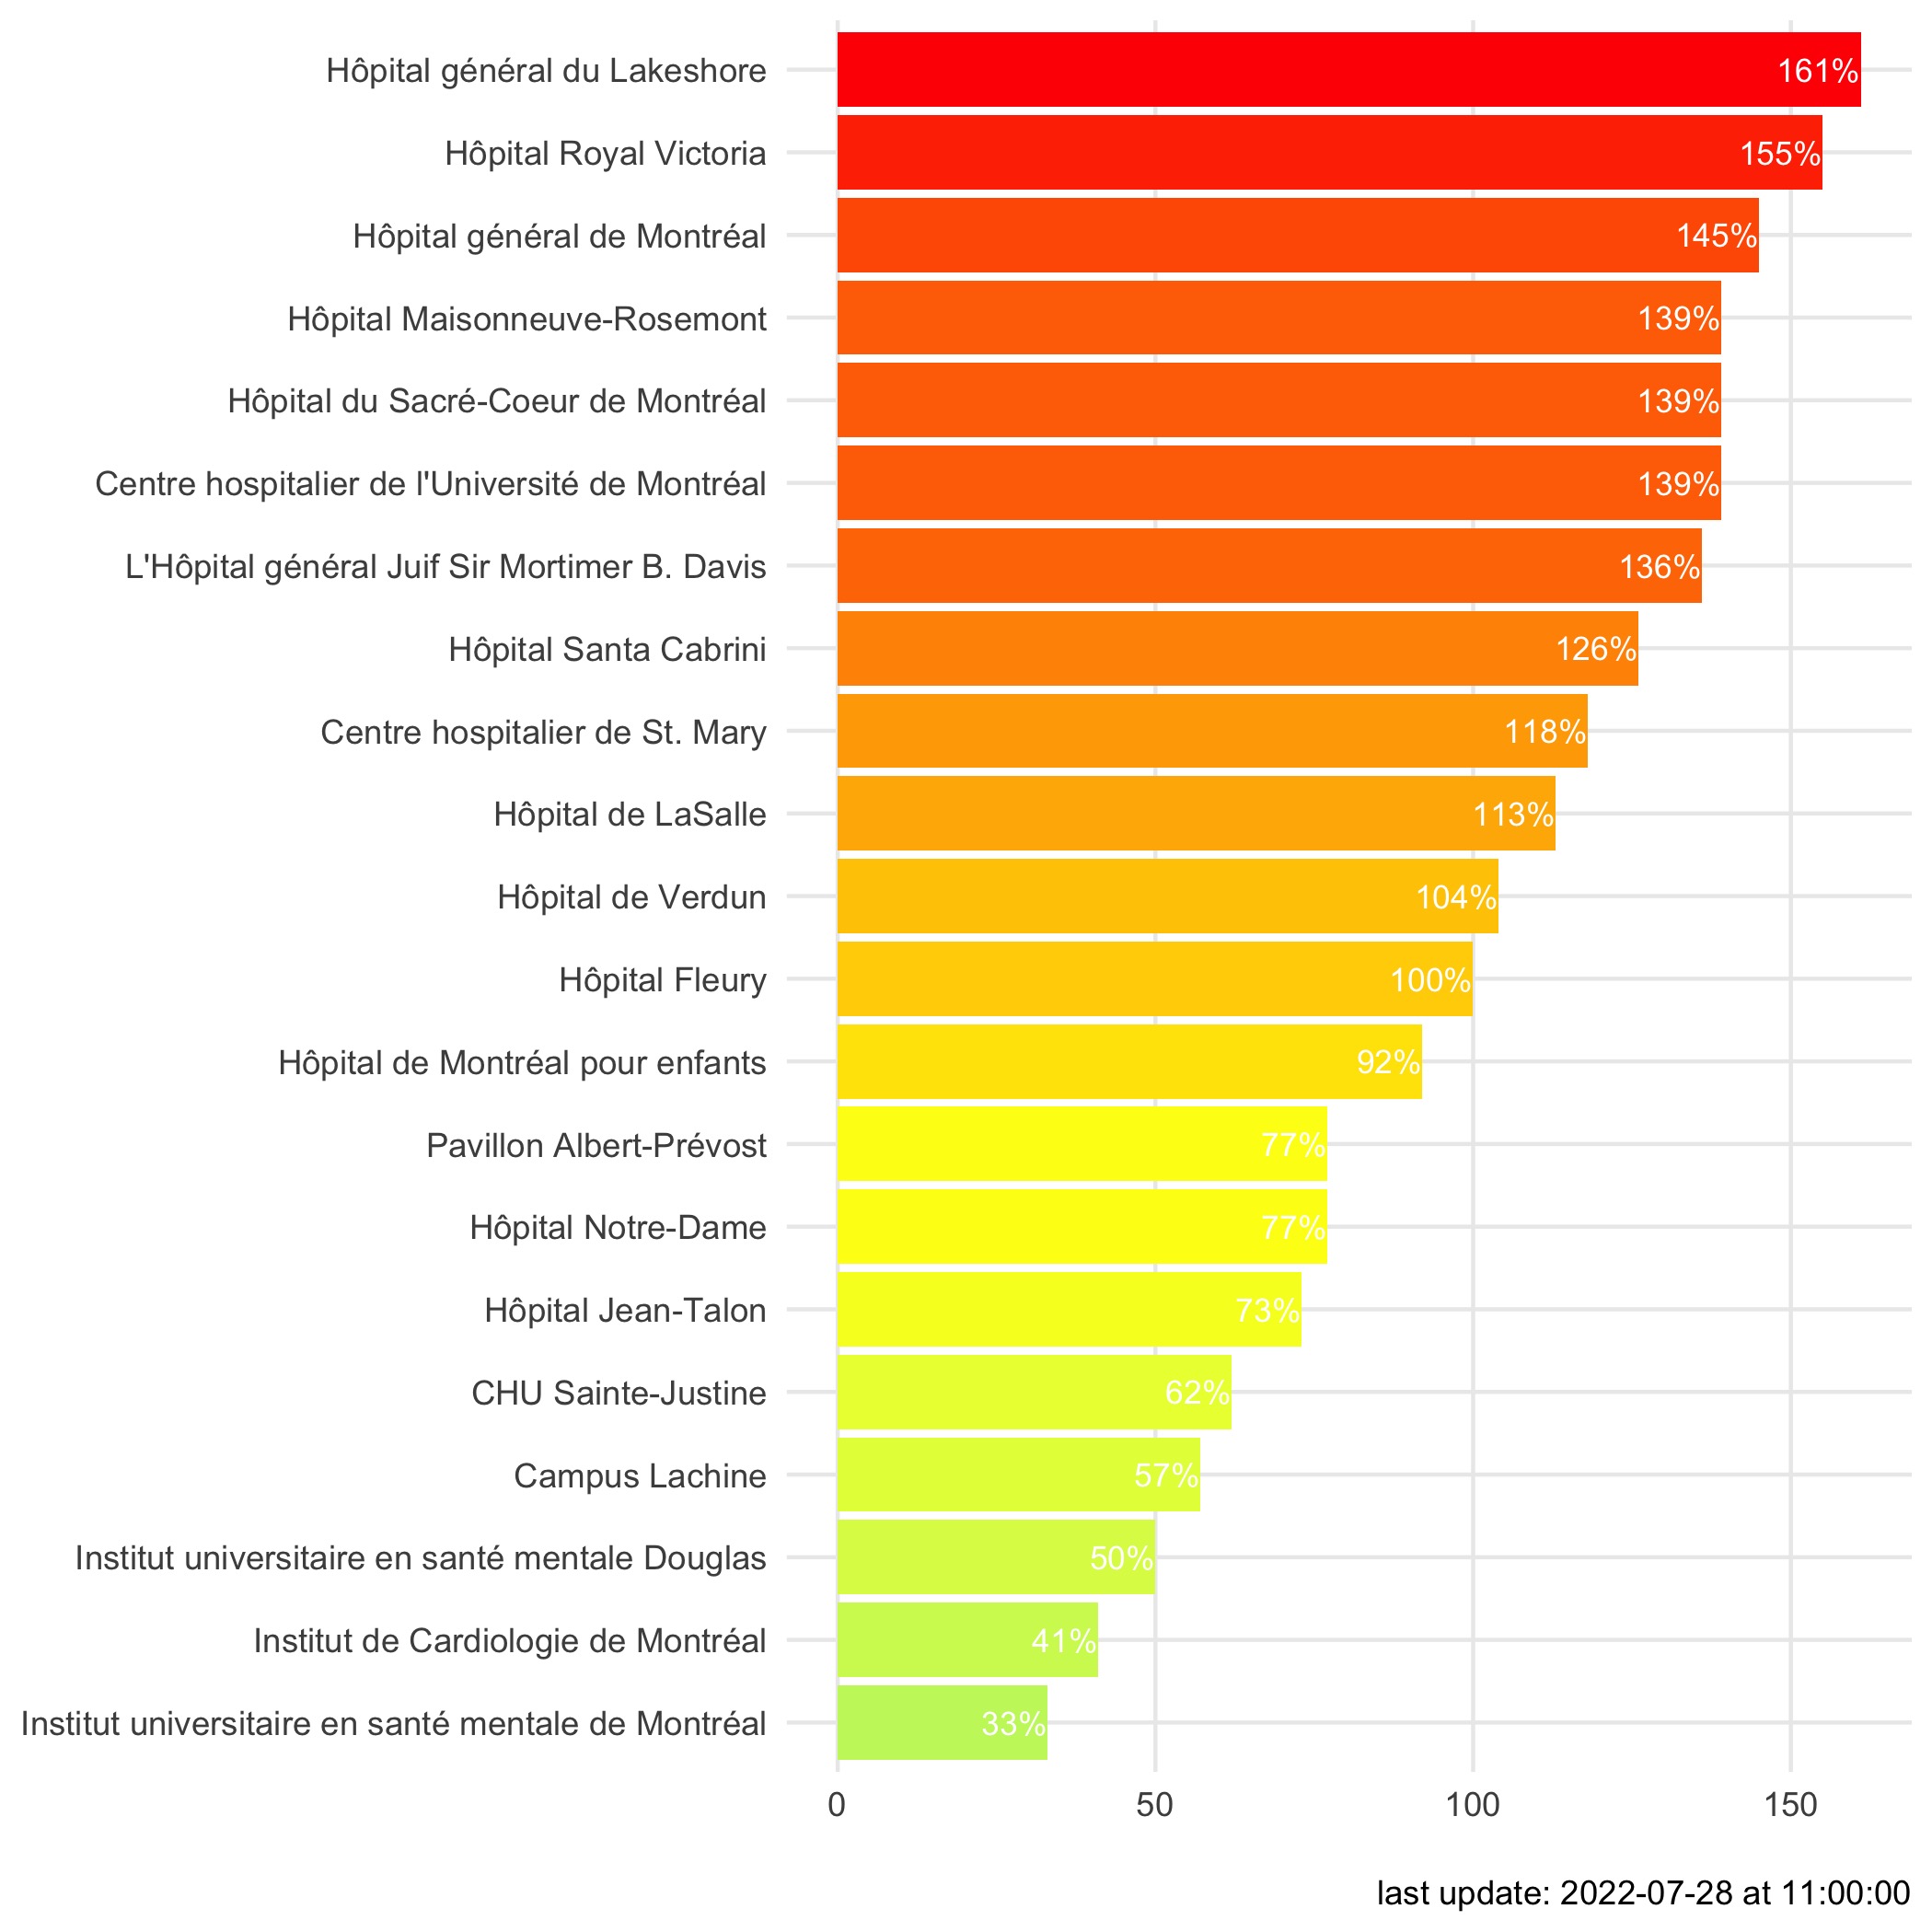 Hôpital général du Lakeshore 161%
Hôpital Royal Victoria 155%
Hôpital général de Montréal 145%
Hôpital Maisonneuve-Rosemont 139%
Hôpital du Sacré-Coeur de Montréal 139%
Centre hospitalier de l'Université de Montréal 139%
L'Hôpital général Juif Sir Mortimer B. Davis 136%
Hôpital Santa Cabrini 126%
Centre hospitalier de St. Mary 118%
Hôpital de LaSalle 113%
Hôpital de Verdun 104%
Hôpital Fleury 100%
Hôpital de Montréal pour enfants 92%
Pavillon Albert-Prévost 77%
Hôpital Notre-Dame 77%
Hôpital Jean-Talon 73%
CHU Sainte-Justine 62%
Campus Lachine 57%
Institut universitaire en santé mentale Douglas 50%
Institut de Cardiologie de Montréal 41%
Institut universitaire en santé mentale de Montréal 33%
0 50 100 150
last update: 2022-07-28 at 11:00:00